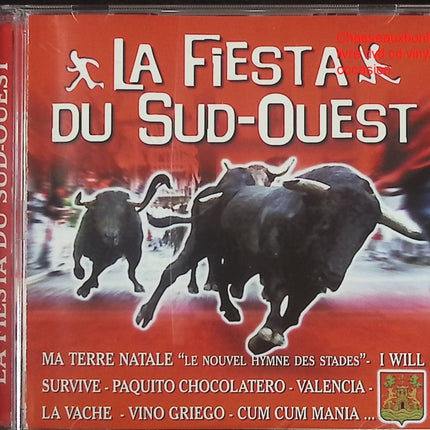 LA FIESTA
DU SUD-OUEST
LA FIESTA DU SUD-OUEST
MA TERRE NATALE "LE NOUVEL HYMNE DES STADES"- I WILL
SURVIVE - PAQUITO CHOCOLATERO - VALENCIA -
LA VACHE - VINO GRIEGO - CUM CUM MANIA ...
occasion